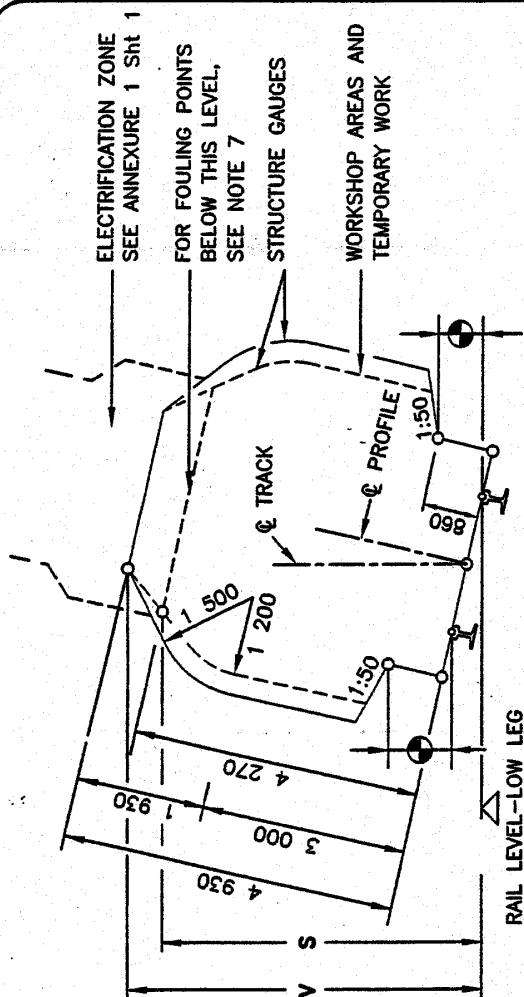 ELECTRIFICATION ZONE
SEE ANNEXURE 1 Sht 1
FOR FOULING POINTS
BELOW THIS LEVEL,
SEE NOTE 7
STRUCTURE GAUGES
WORKSHOP AREAS AND
TEMPORARY WORK
℄ TRACK
℄ PROFILE
1:50
860
1 500
1 200
1:50
4 270
1 930
3 000
4 930
S
V
RAIL LEVEL-LOW LEG